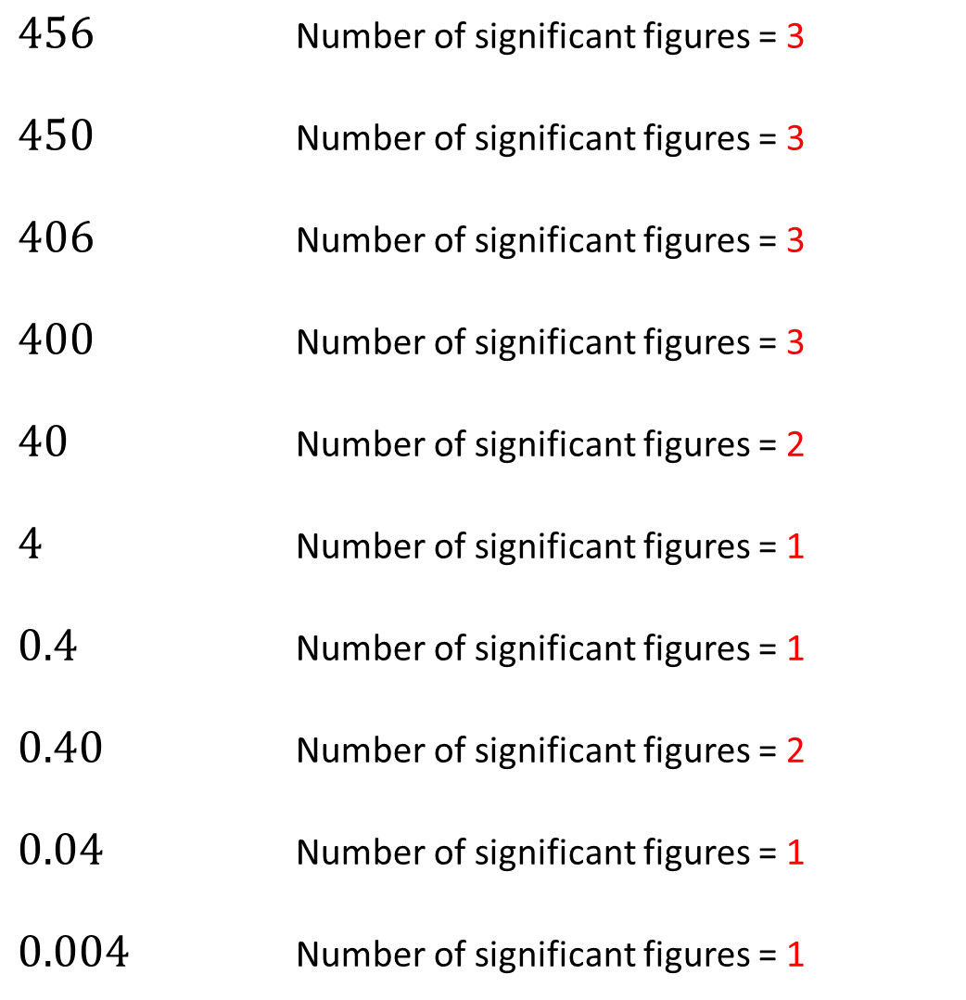 456 Number of significant figures = 3
450 Number of significant figures = 3
406 Number of significant figures = 3
400 Number of significant figures = 3
40 Number of significant figures = 2
4 Number of significant figures = 1
0.4 Number of significant figures = 1
0.40 Number of significant figures = 2
0.04 Number of significant figures = 1
0.004 Number of significant figures = 1